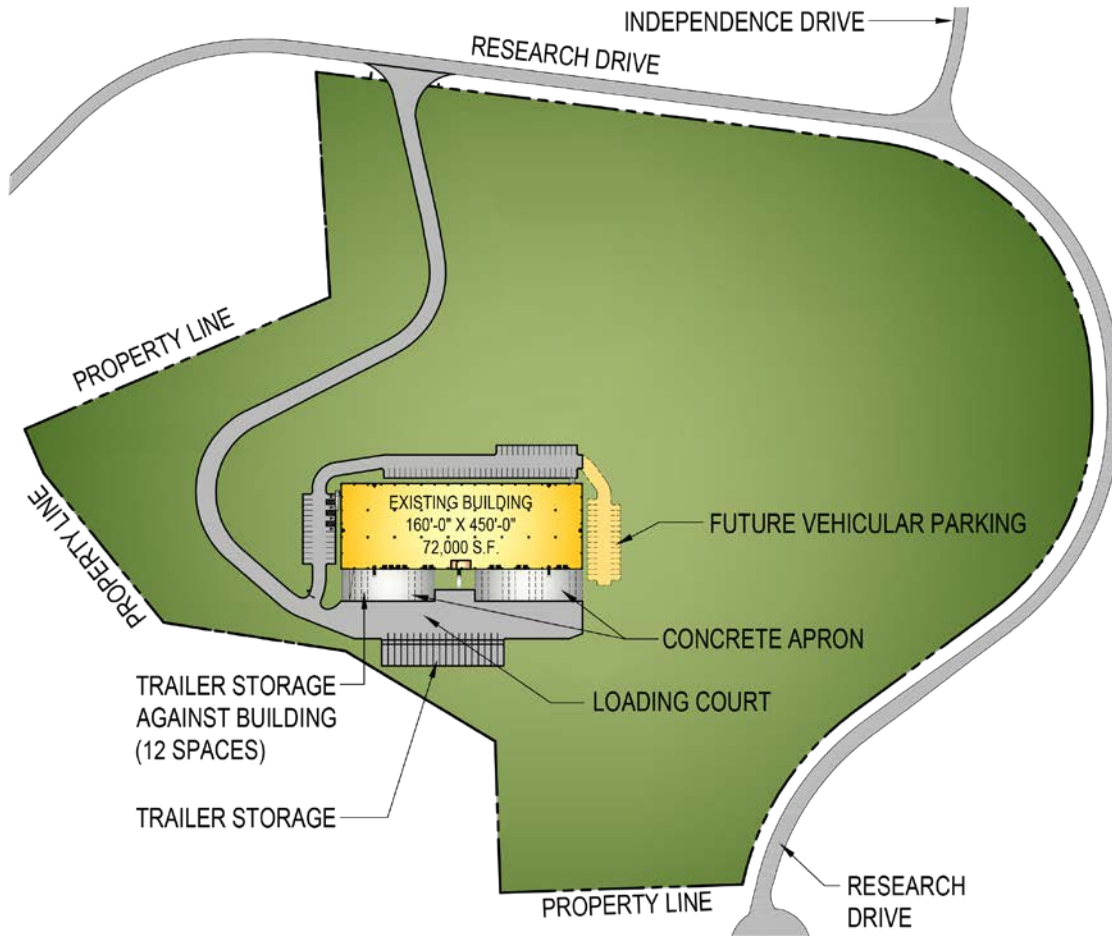 INDEPENDENCE DRIVE
RESEARCH DRIVE
PROPERTY LINE
PROPERTY LINE
EXISTING BUILDING
160'-0" X 450'-0"
72,000 S.F.
FUTURE VEHICULAR PARKING
CONCRETE APRON
TRAILER STORAGE
AGAINST BUILDING
(12 SPACES)
LOADING COURT
TRAILER STORAGE
RESEARCH
DRIVE
PROPERTY LINE